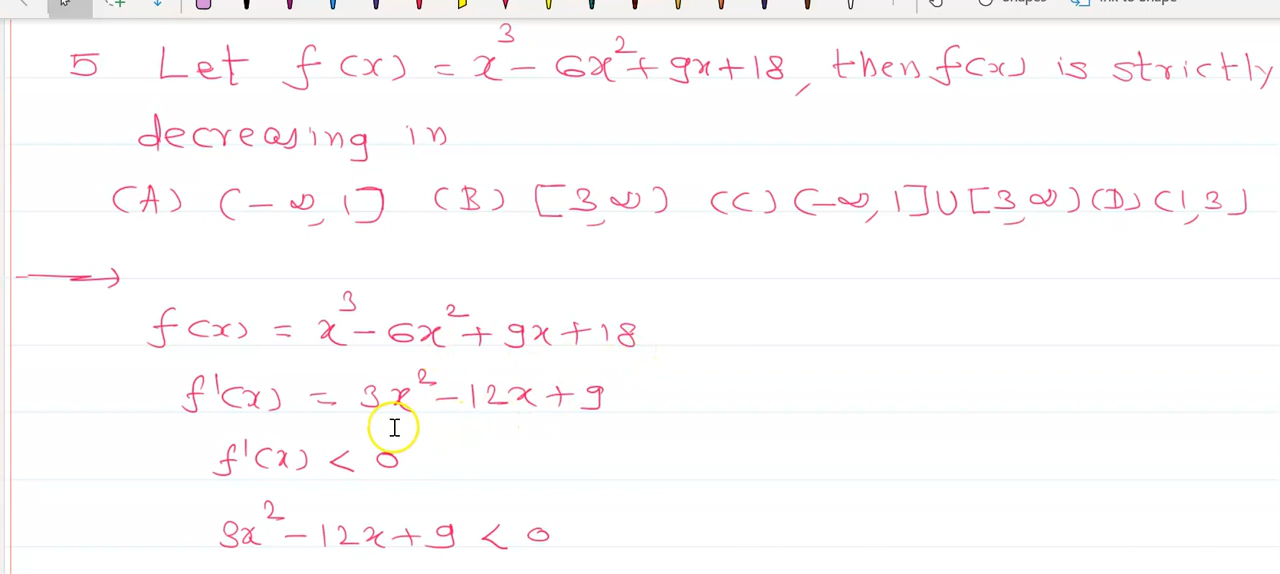 5 Let f(x) = x³ - 6x² + 9x + 18, then f(x) is strictly
decreasing in
(A) (-∞, 1] (B) [3, ∞) (C) (-∞, 1] U [3, ∞) (D) (1, 3]
f(x) = x³ - 6x² + 9x + 18
f'(x) = 3x² - 12x + 9
f'(x) < 0
3x² - 12x + 9 < 0